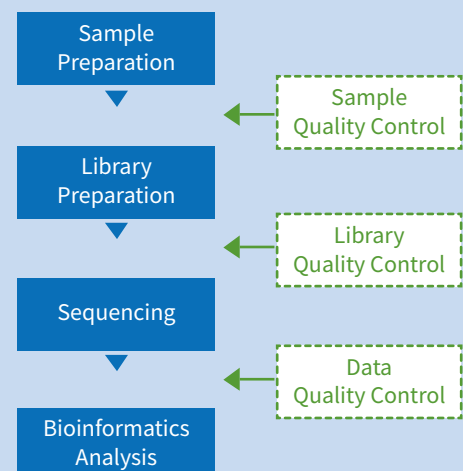 Sample
Preparation
Sample
Quality Control
Library
Preparation
Library
Quality Control
Sequencing
Data
Quality Control
Bioinformatics
Analysis